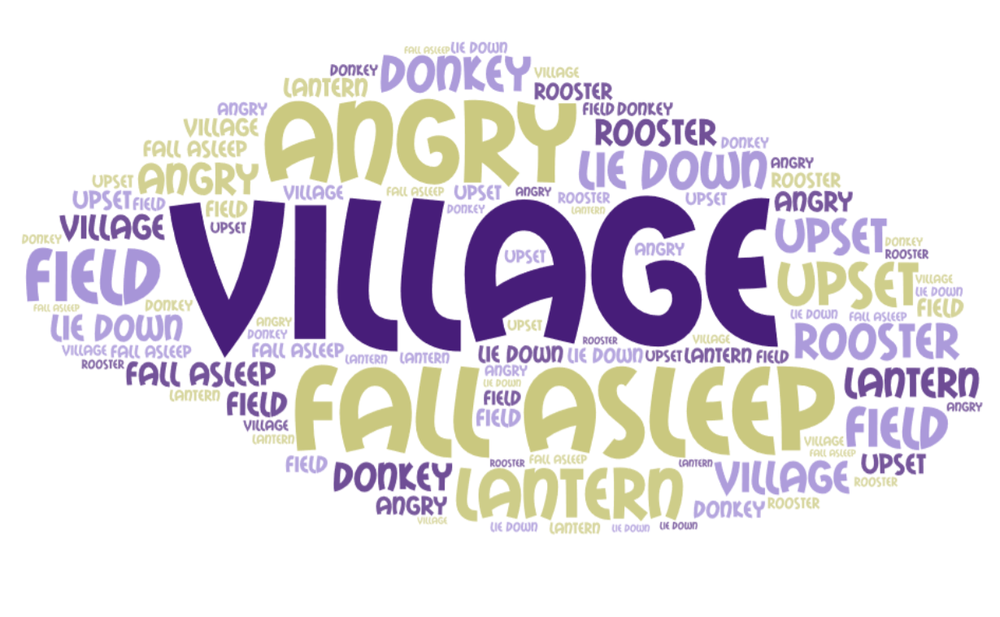 FALL ASLEEP LIE DOWN
DONKEY DONKEY VILLAGE
LANTERN ROOSTER
ANGRY ANGRY FIELD DONKEY
VILLAGE ROOSTER DONKEY
FALL ASLEEP LIE DOWN ANGRY
UPSET ANGRY ROOSTER
UPSET FIELD VILLAGE FALL ASLEEP UPSET ANGRY ROOSTER UPSET ANGRY
FIELD DONKEY LANTERN
VILLAGE UPSET VILLAGE UPSET DONKEY
DONKEY UPSET ANGRY ROOSTER
FIELD UPSET VILLAGE
LIE DOWN
FALL ASLEEP DONKEY LIE DOWN FALL ASLEEP FIELD
LIE DOWN ANGRY UPSET ROOSTER
DONKEY ROOSTER VILLAGE
VILLAGE FALL ASLEEP FALL ASLEEP LANTERN LANTERN LIE DOWN LIE DOWN UPSET LANTERN FIELD
ROOSTER FALL ASLEEP ANGRY LANTERN
LIE DOWN
LANTERN FIELD FALL ASLEEP FIELD ANGRY
VILLAGE FIELD FIELD
LANTERN VILLAGE
FALL ASLEEP
FIELD DONKEY ROOSTER FALL ASLEEP LANTERN VILLAGE UPSET
LANTERN ROOSTER
ANGRY DONKEY ROOSTER
VILLAGE LIE DOWN LANTERN LIE DOWN LIE DOWN